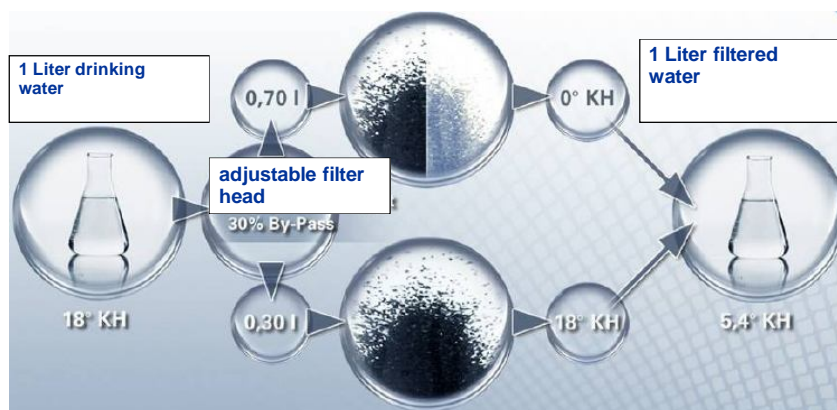 1 Liter drinking
water
1 Liter filtered
water
0,70 l
0° KH
adjustable filter
head
30% By-Pass
18° KH
0,30 l
18° KH
5,4° KH